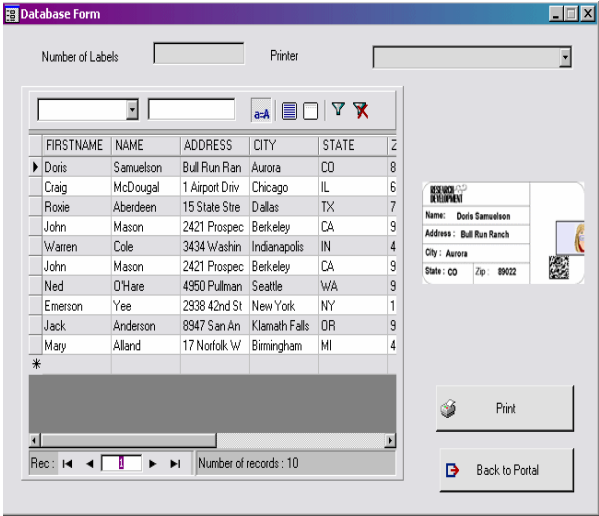 Database Form
Number of Labels Printer
a=A
FIRSTNAME NAME ADDRESS CITY STATE Z
Doris Samuelson Bull Run Ran Aurora CO 8
Craig McDougal 1 Airport Driv Chicago IL 6
Roxie Aberdeen 15 State Stre Dallas TX 7
John Mason 2421 Prospec Berkeley CA 9
Warren Cole 3434 Washin Indianapolis IN 4
John Mason 2421 Prospec Berkeley CA 9
Ned O'Hare 4950 Pullman Seattle WA 9
Emerson Yee 2938 42nd St New York NY 1
Jack Anderson 8947 San An Klamath Falls OR 9
Mary Alland 17 Norfolk W Birmingham MI 4
Rec : 1 Number of records : 10
RESEARCH
DEVELOPMENT
Name: Doris Samuelson
Address : Bull Run Ranch
City : Aurora
State : CO Zip : 89022
Print
Back to Portal